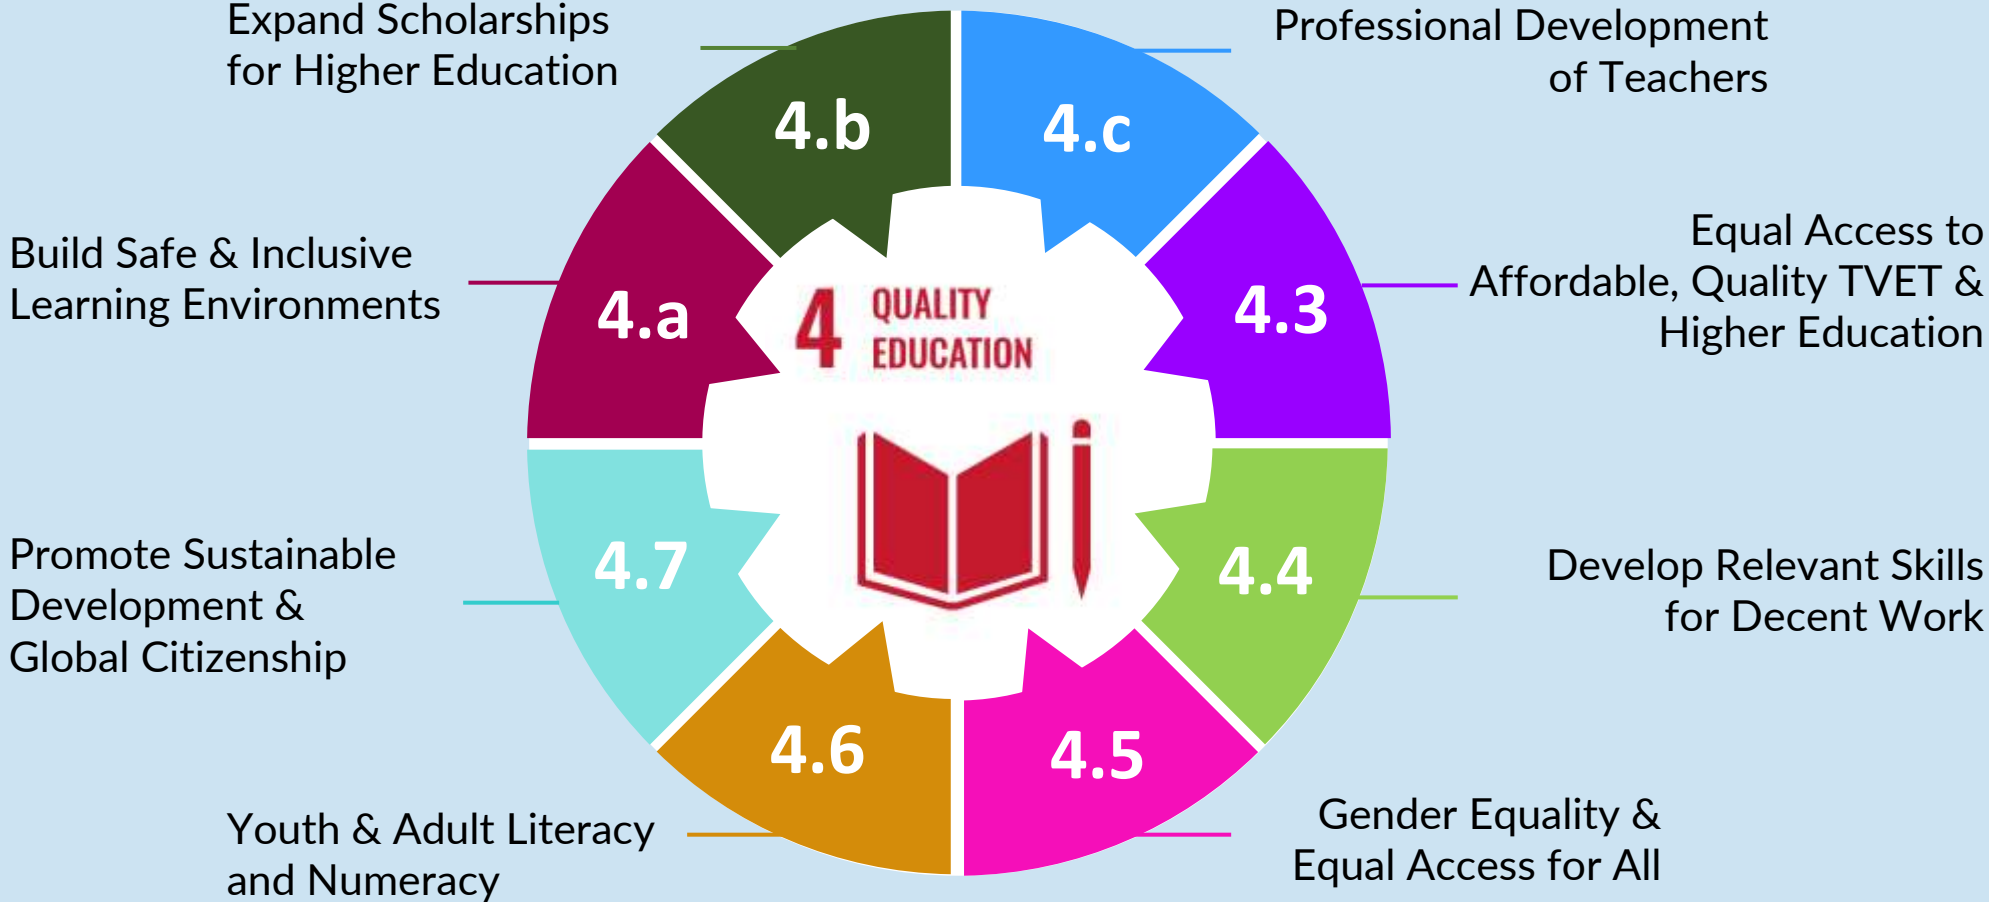 Expand Scholarships
for Higher Education
Professional Development
of Teachers
4.b
4.c
Build Safe & Inclusive
Learning Environments
4.a
4 QUALITY
EDUCATION
4.3
Equal Access to
Affordable, Quality TVET &
Higher Education
Promote Sustainable
Development &
Global Citizenship
4.7
4.4
Develop Relevant Skills
for Decent Work
4.6
4.5
Youth & Adult Literacy
and Numeracy
Gender Equality &
Equal Access for All